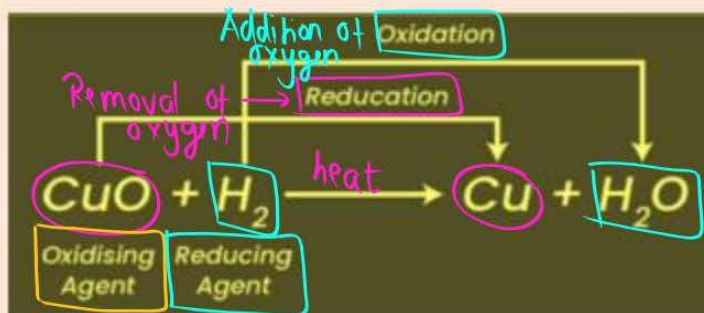 Addition of oxygen Oxidation
Removal of oxygen → Reducation
CuO + H₂ heat → Cu + H₂O
Oxidising Agent Reducing Agent